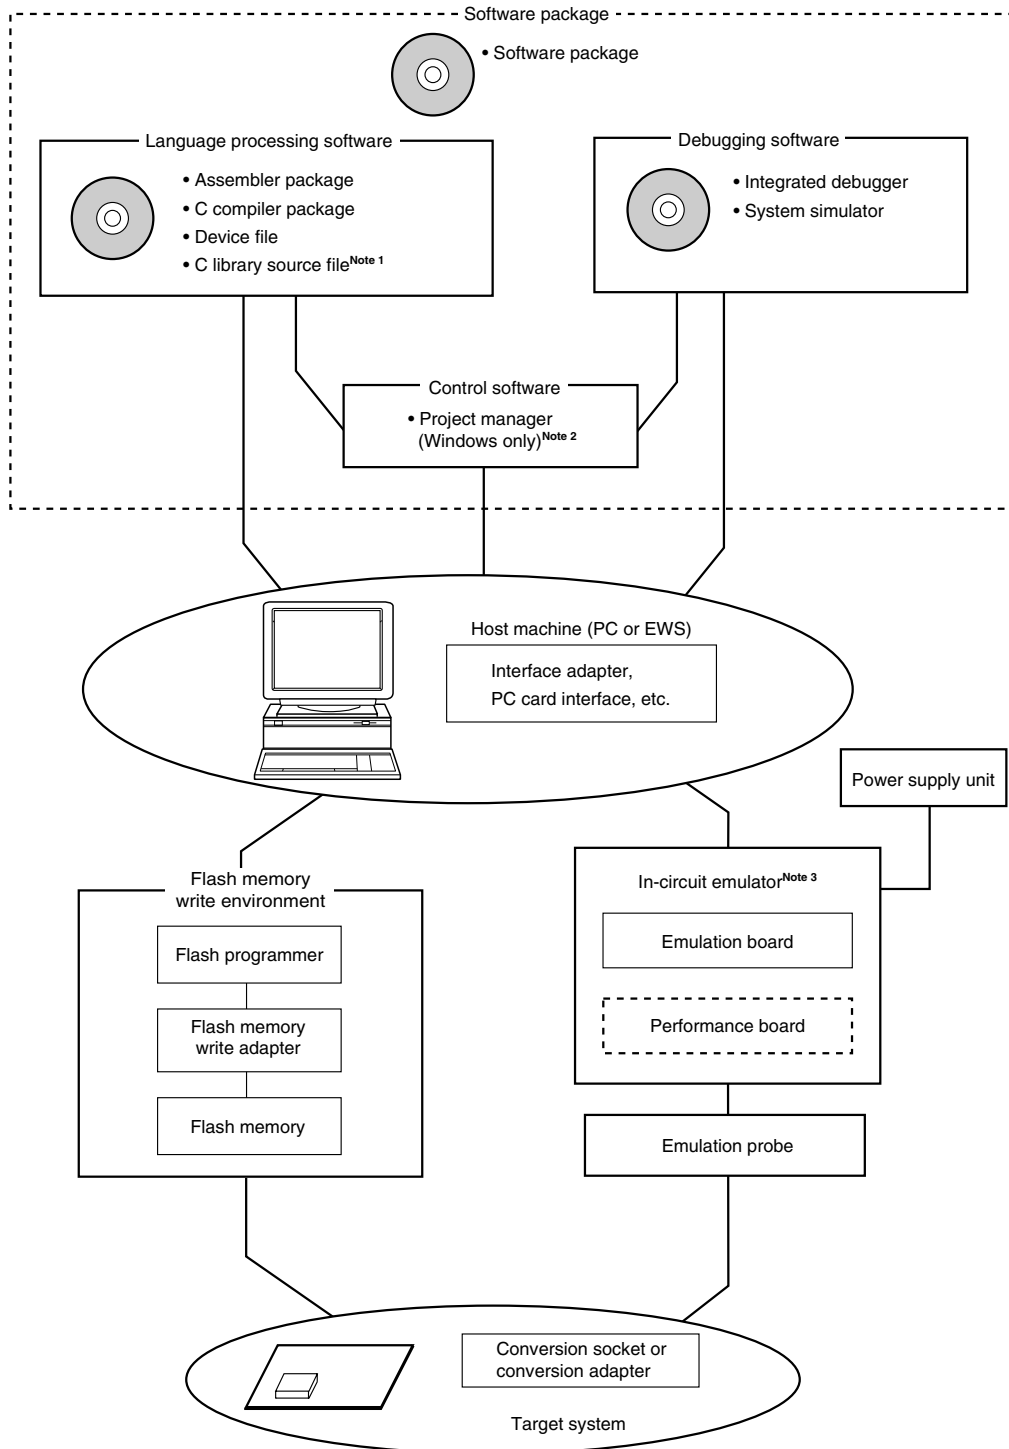 Software package
• Software package
Language processing software
• Assembler package
• C compiler package
• Device file
• C library source fileNote 1
Debugging software
• Integrated debugger
• System simulator
Control software
• Project manager
(Windows only)Note 2
Host machine (PC or EWS)
Interface adapter,
PC card interface, etc.
Power supply unit
Flash memory
write environment
Flash programmer
Flash memory
write adapter
Flash memory
In-circuit emulatorNote 3
Emulation board
Performance board
Emulation probe
Conversion socket or
conversion adapter
Target system